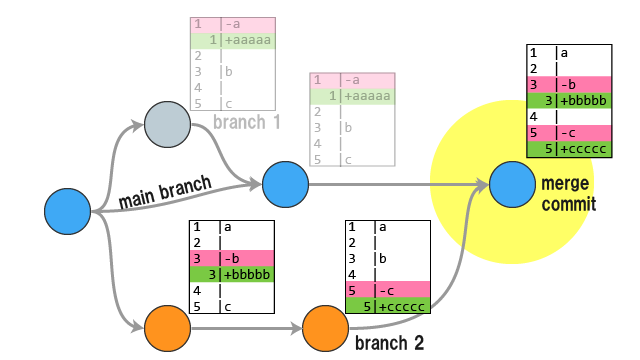 1 |-a
1|+aaaaa
2 |
3 |b
4 |
5 |c
branch 1
1 |-a
1|+aaaaa
2 |
3 |b
4 |
5 |c
1 |a
2 |
3 |-b
3|+bbbbb
4 |
5 |-c
5|+ccccc
main branch
merge
commit
1 |a
2 |
3 |-b
3|+bbbbb
4 |
5 |c
1 |a
2 |
3 |b
4 |
5 |-c
5|+ccccc
branch 2